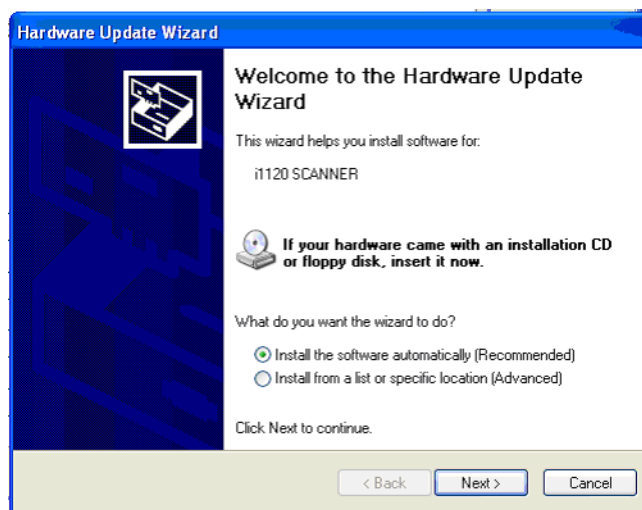 Hardware Update Wizard
Welcome to the Hardware Update
Wizard
This wizard helps you install software for:
i1120 SCANNER
If your hardware came with an installation CD
or floppy disk, insert it now.
What do you want the wizard to do?
Install the software automatically (Recommended)
Install from a list or specific location (Advanced)
Click Next to continue.
< Back Next > Cancel